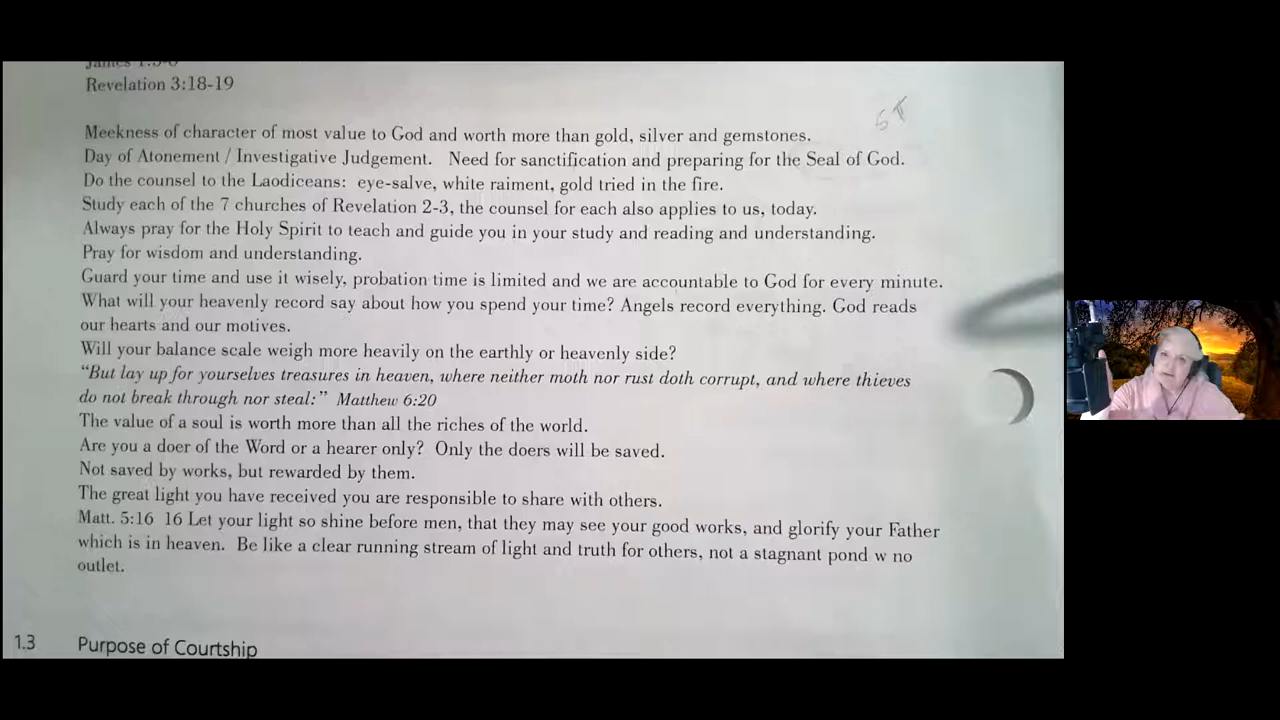 Revelation 3:18-19
Meekness of character of most value to God and worth more than gold, silver and gemstones.
Day of Atonement / Investigative Judgement. Need for sanctification and preparing for the Seal of God.
Do the counsel to the Laodiceans: eye-salve, white raiment, gold tried in the fire.
Study each of the 7 churches of Revelation 2-3, the counsel for each also applies to us, today.
Always pray for the Holy Spirit to teach and guide you in your study and reading and understanding.
Pray for wisdom and understanding.
Guard your time and use it wisely, probation time is limited and we are accountable to God for every minute.
What will your heavenly record say about how you spend your time? Angels record everything. God reads
our hearts and our motives.
Will your balance scale weigh more heavily on the earthly or heavenly side?
“But lay up for yourselves treasures in heaven, where neither moth nor rust doth corrupt, and where thieves
do not break through nor steal:” Matthew 6:20
The value of a soul is worth more than all the riches of the world.
Are you a doer of the Word or a hearer only? Only the doers will be saved.
Not saved by works, but rewarded by them.
The great light you have received you are responsible to share with others.
Matt. 5:16 16 Let your light so shine before men, that they may see your good works, and glorify your Father
which is in heaven. Be like a clear running stream of light and truth for others, not a stagnant pond w no
outlet.
1.3 Purpose of Courtship